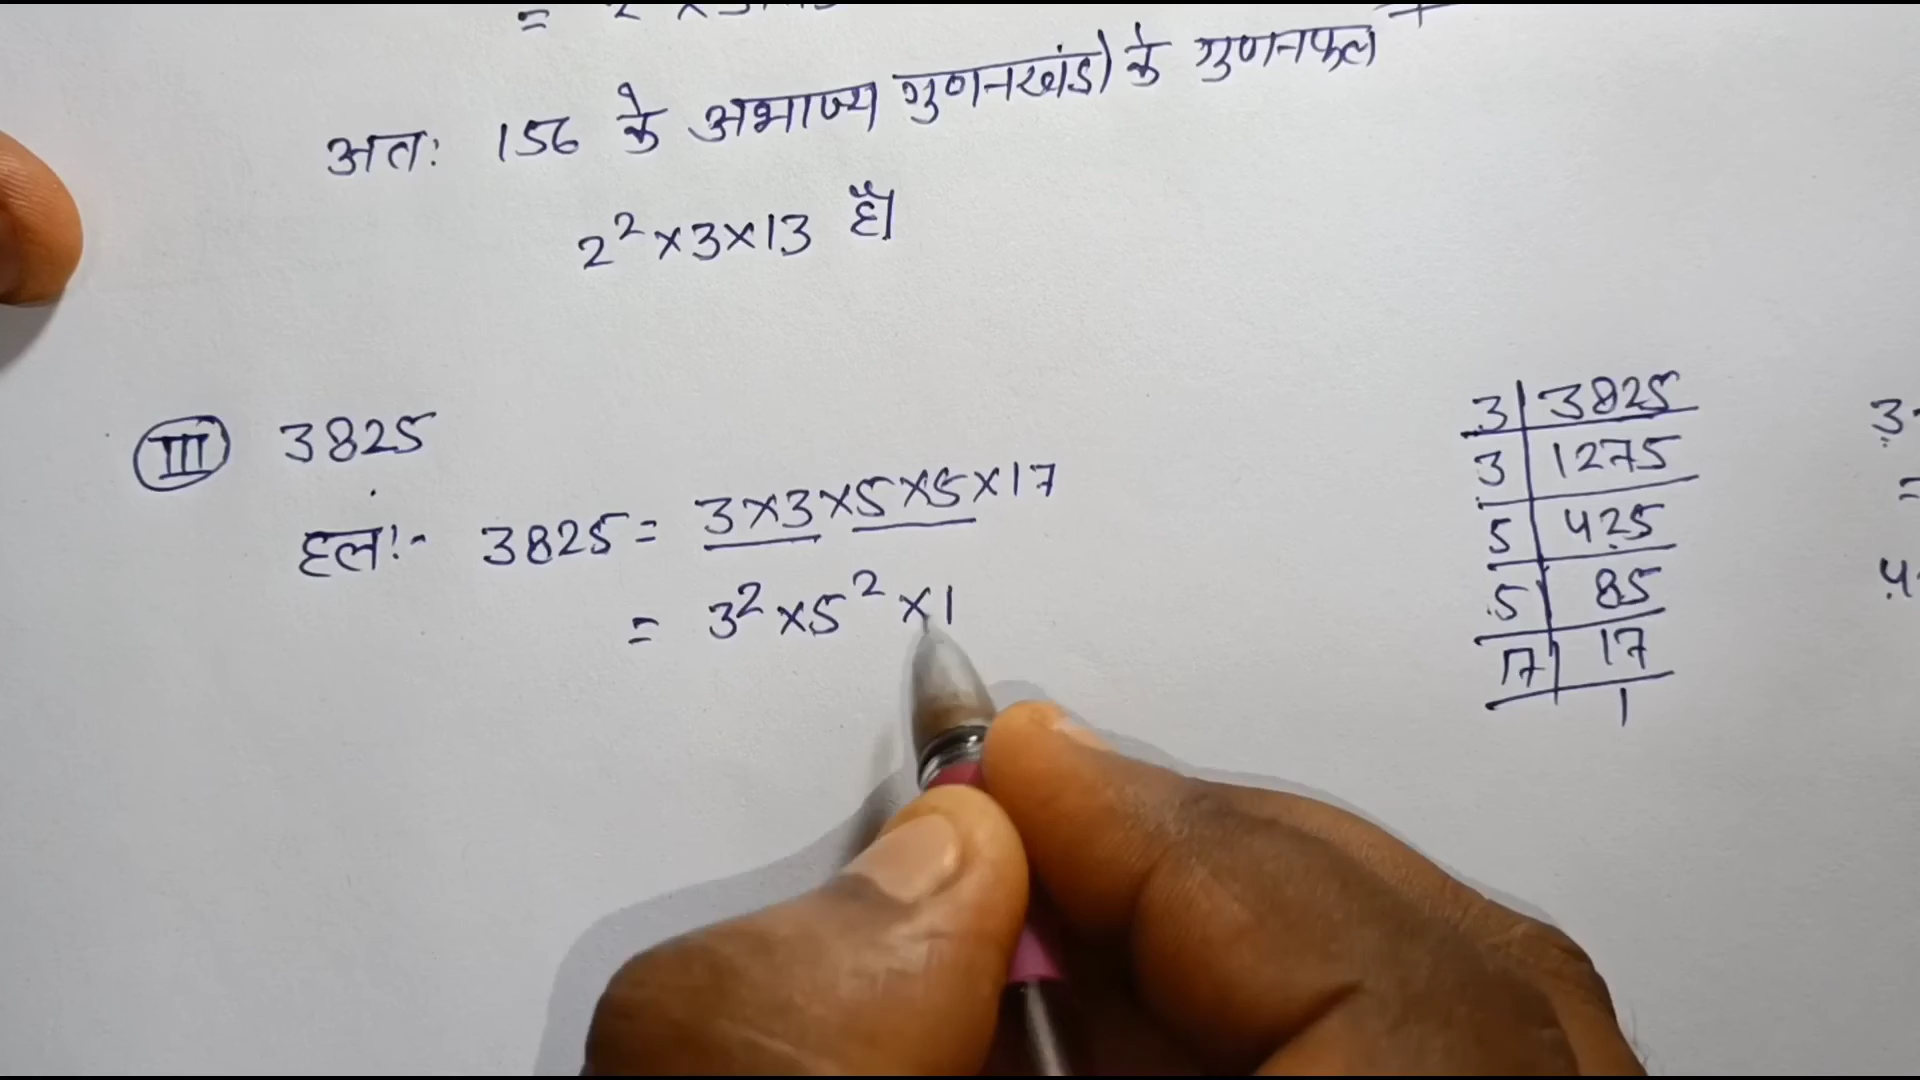 अतः 156 के अभाज्य गुणनखंडों के गुणनफल
2² × 3 × 13 है।
III 3825
हलः- 3825 = 3 × 3 × 5 × 5 × 17
= 3² × 5² × 1
3 | 3825
3 | 1275
5 | 425
5 | 85
17 | 17
1